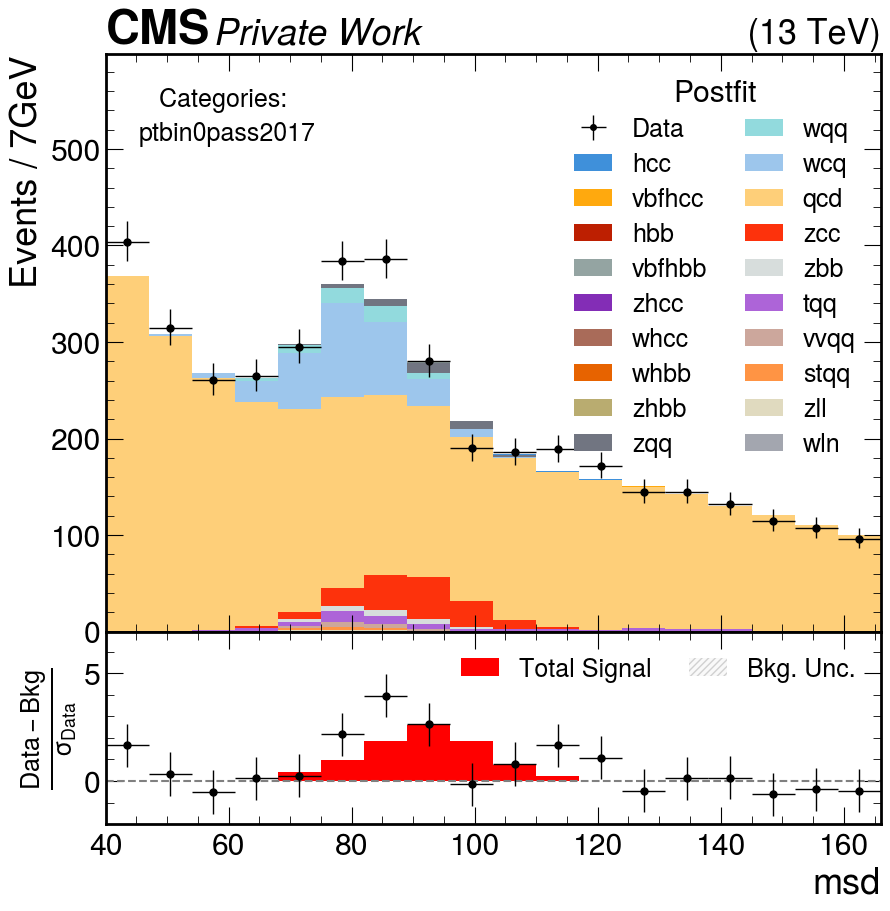 CMS Private Work (13 TeV)
Events / 7GeV
Categories:
ptbin0pass2017
Postfit
Data
hcc
vbfhcc
hbb
vbfhbb
zhcc
whcc
whbb
zhbb
zqq
wqq
wcq
qcd
zcc
zbb
tqq
vvqq
stqq
zll
wln
500
400
300
200
100
0
Total Signal
Bkg. Unc.
Data – Bkg
σData
5
0
40 60 80 100 120 140 160
msd